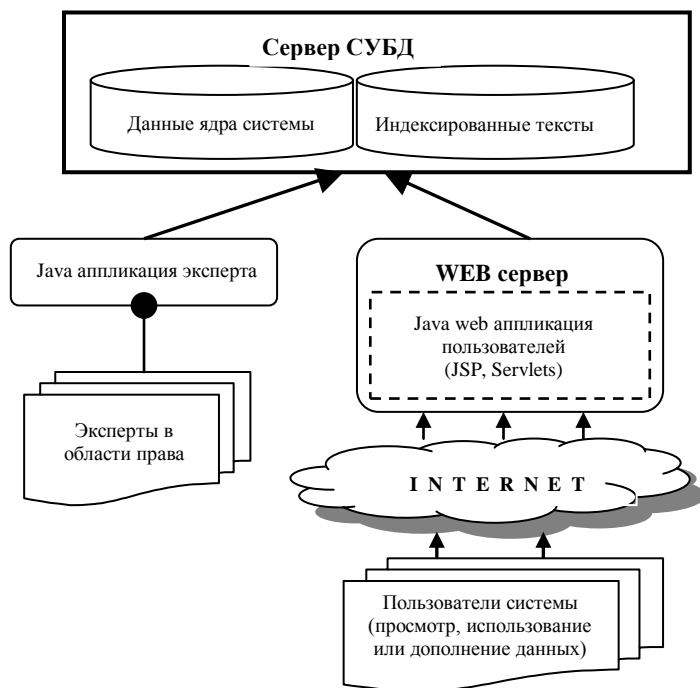 Сервер СУБД
Данные ядра системы
Индексированные тексты
Java аппликация эксперта
WEB сервер
Java web аппликация
пользователей
(JSP, Servlets)
Эксперты в
области права
I N T E R N E T
Пользователи системы
(просмотр, использование
или дополнение данных)